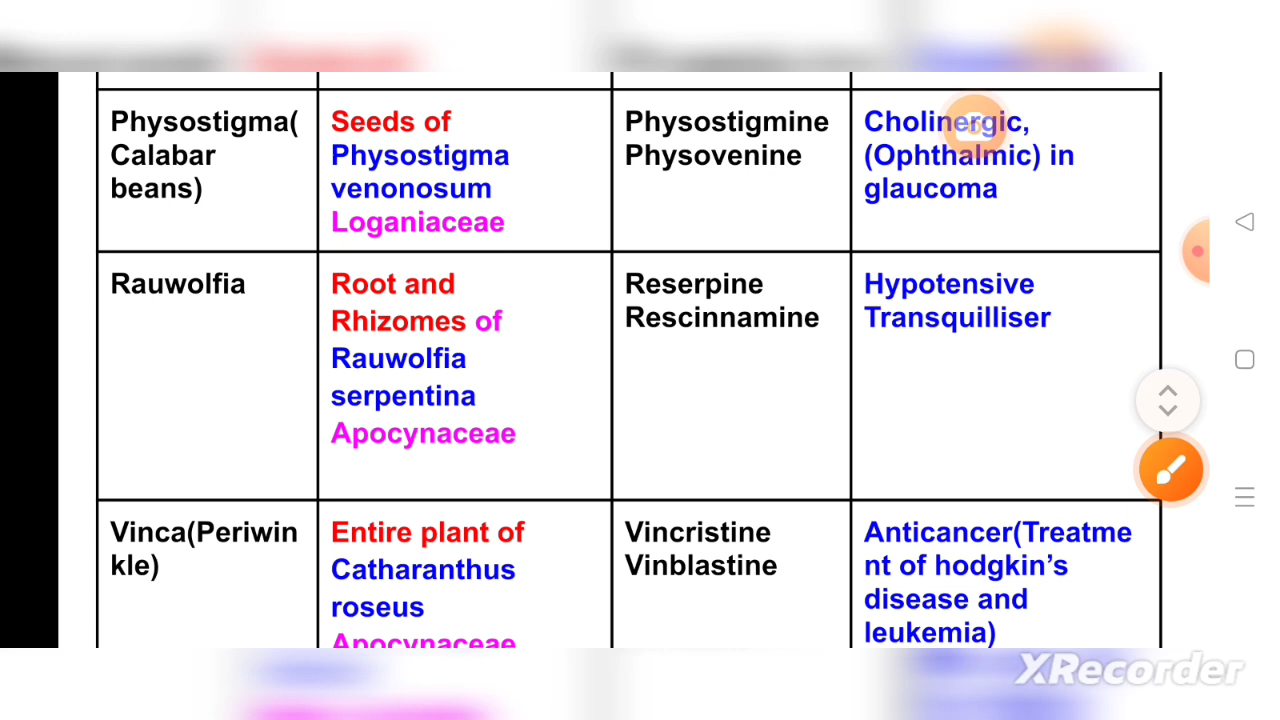 Physostigma(
Calabar
beans)
Seeds of
Physostigma
venonosum
Loganiaceae
Physostigmine
Physovenine
Cholinergic,
(Ophthalmic) in
glaucoma
Rauwolfia
Root and
Rhizomes of
Rauwolfia
serpentina
Apocynaceae
Reserpine
Rescinnamine
Hypotensive
Transquilliser
Vinca(Periwin
kle)
Entire plant of
Catharanthus
roseus
Apocynaceae
Vincristine
Vinblastine
Anticancer(Treatme
nt of hodgkin’s
disease and
leukemia)
XRecorder